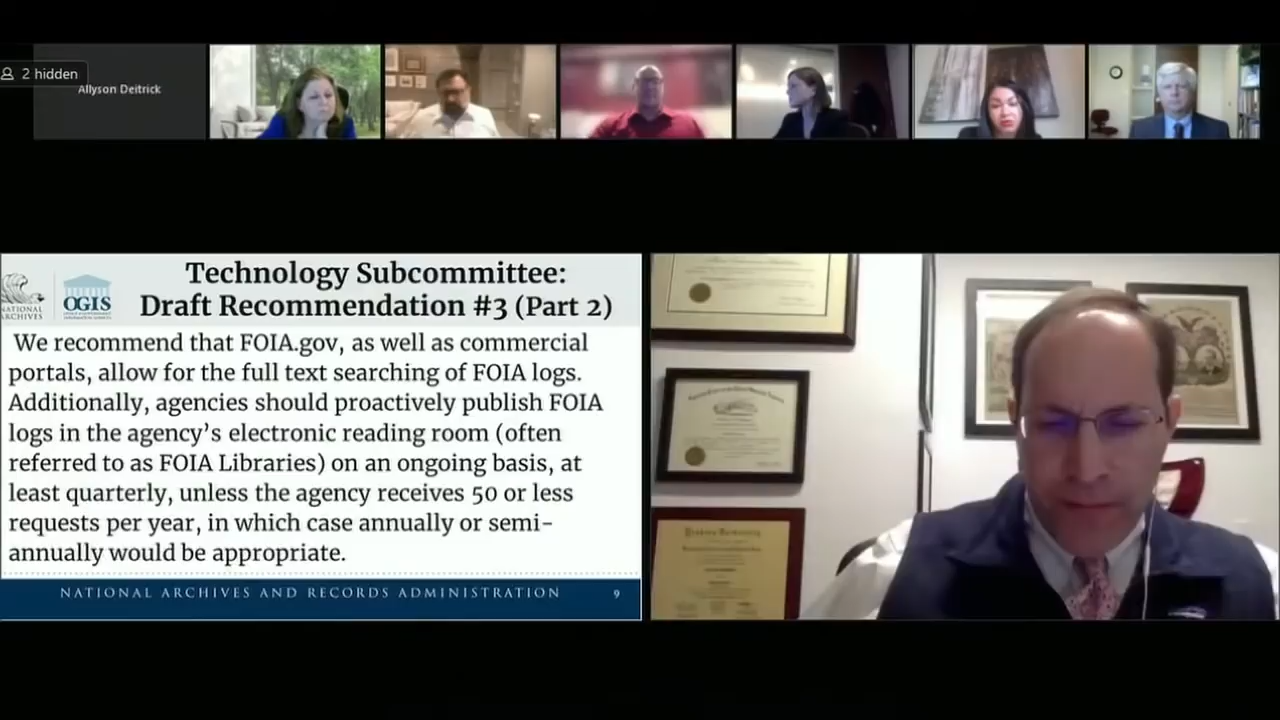 2 hidden
Allyson Deitrick
NATIONAL
ARCHIVES
OGIS
Technology Subcommittee:
Draft Recommendation #3 (Part 2)
We recommend that FOIA.gov, as well as commercial
portals, allow for the full text searching of FOIA logs.
Additionally, agencies should proactively publish FOIA
logs in the agency's electronic reading room (often
referred to as FOIA Libraries) on an ongoing basis, at
least quarterly, unless the agency receives 50 or less
requests per year, in which case annually or semi-
annually would be appropriate.
NATIONAL ARCHIVES AND RECORDS ADMINISTRATION
9